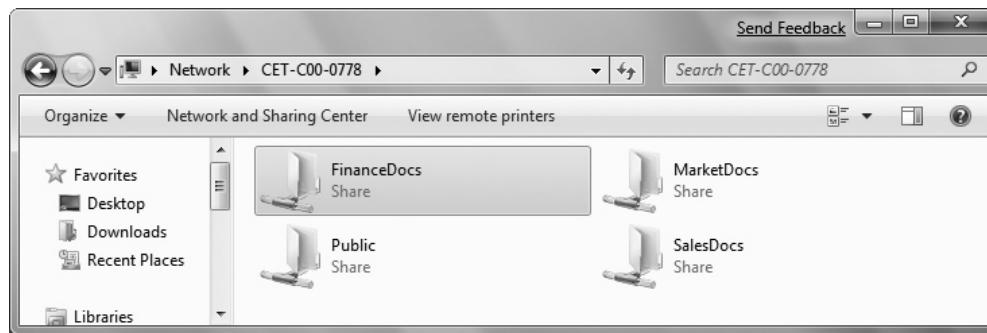 Send Feedback
Network CET-C00-0778
Search CET-C00-0778
Organize Network and Sharing Center View remote printers
Favorites
Desktop
Downloads
Recent Places
Libraries
FinanceDocs
Share
MarketDocs
Share
Public
Share
SalesDocs
Share